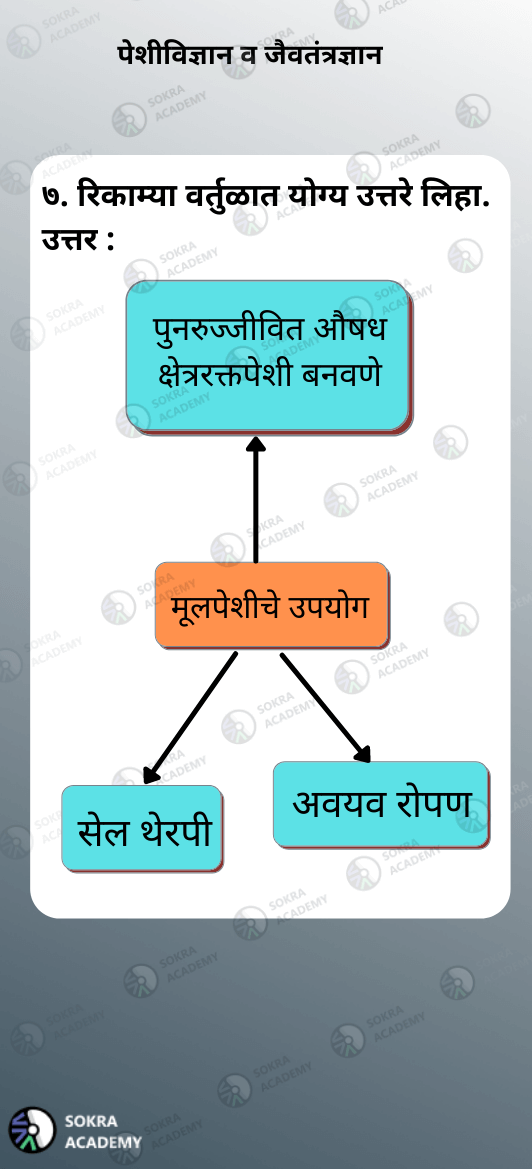 पेशीविज्ञान व जैवतंत्रज्ञान
७. रिकाम्या वर्तुळात योग्य उत्तरे लिहा.
उत्तर :
पुनरुज्जीवित औषध
क्षेत्ररक्तपेशी बनवणे
मूलपेशीचे उपयोग
सेल थेरपी
अवयव रोपण
SOKRA
ACADEMY